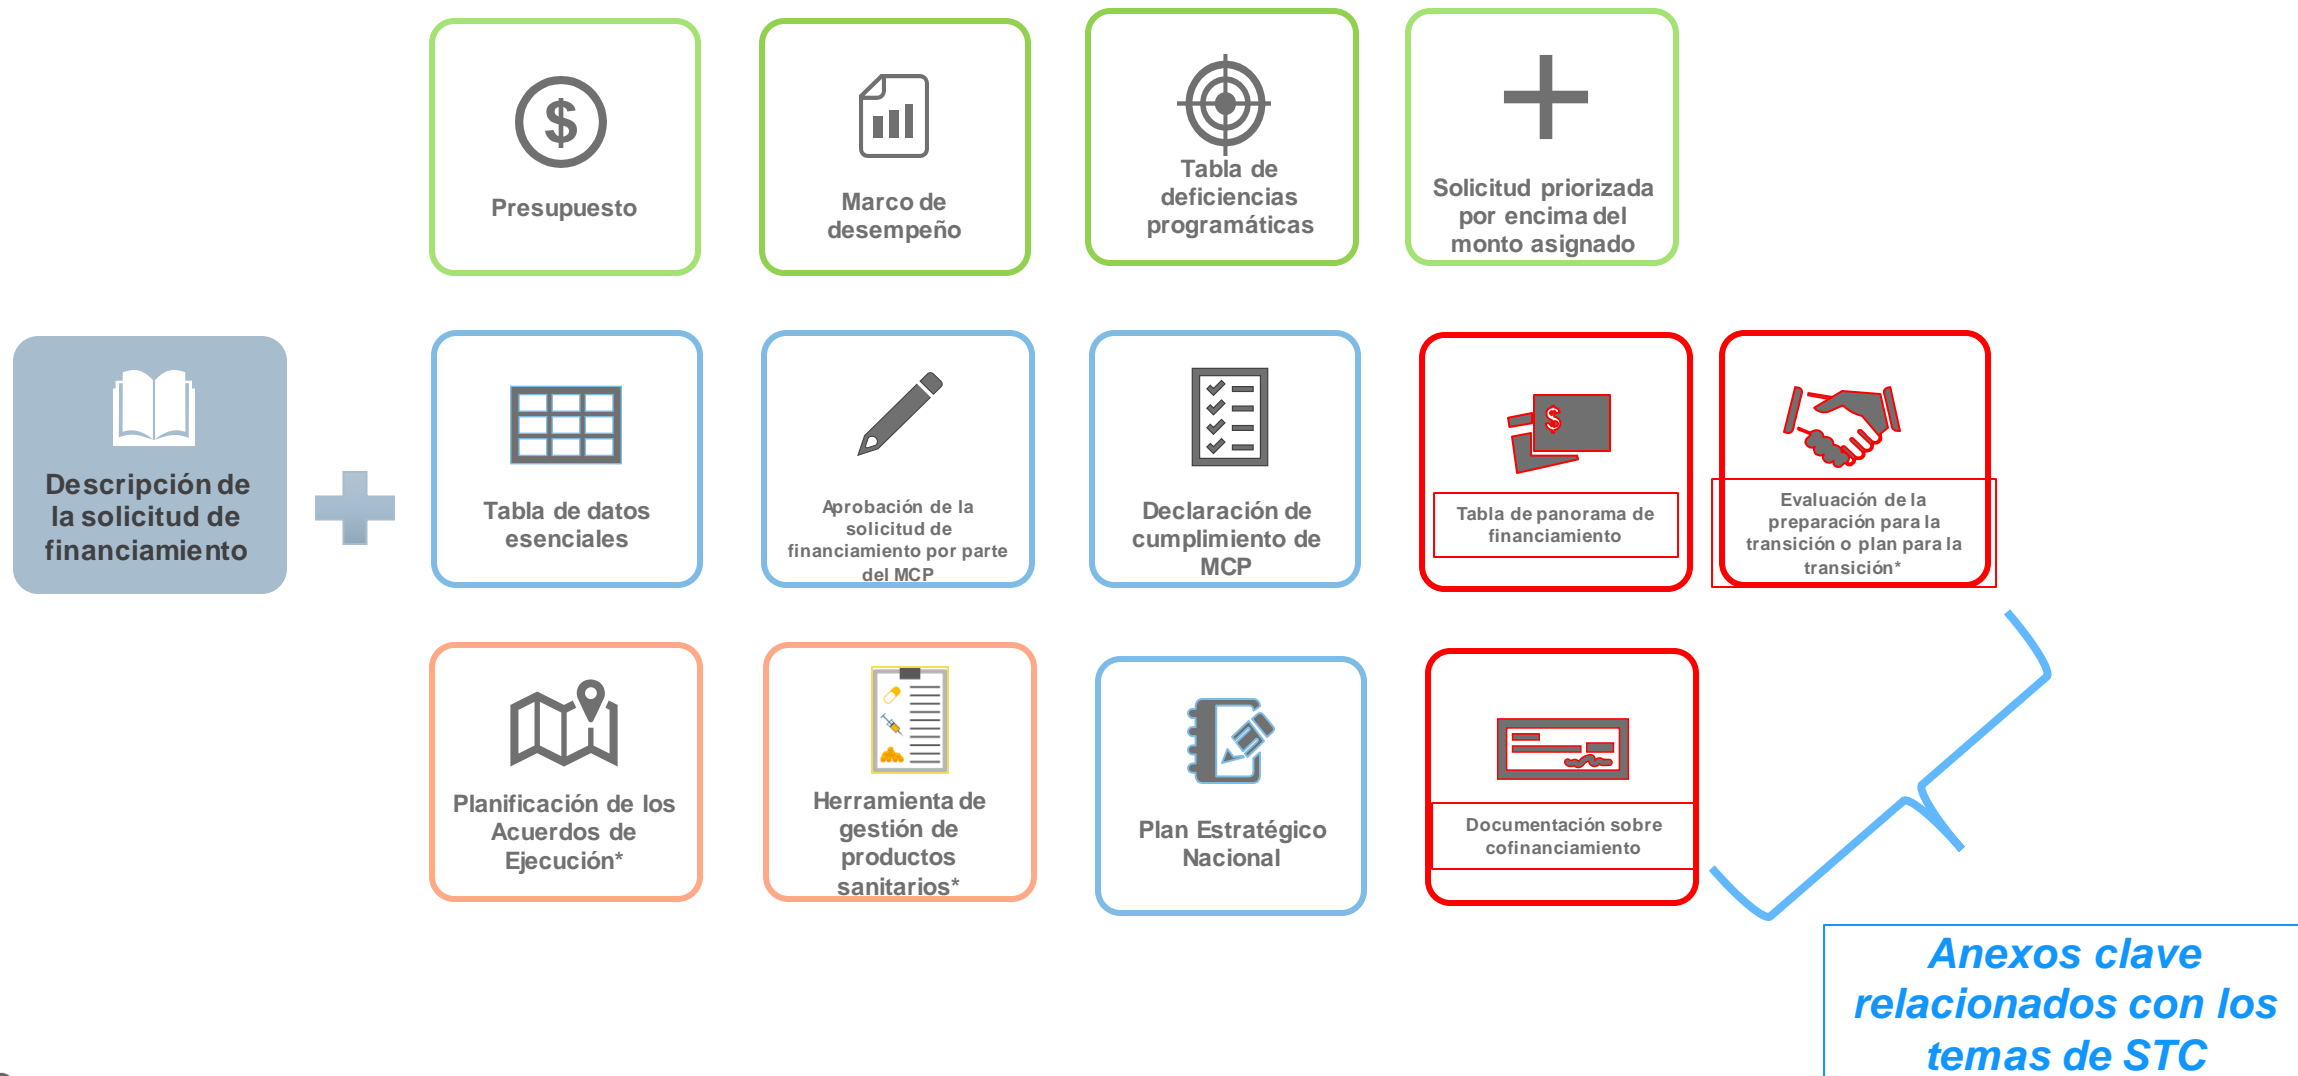 $
Presupuesto
Marco de
desempeño
Tabla de
deficiencias
programáticas
Solicitud priorizada
por encima del
monto asignado
Descripción de
la solicitud de
financiamiento
Tabla de datos
esenciales
Aprobación de la
solicitud de
financiamiento por parte
del MCP
Declaración de
cumplimiento de
MCP
$
Tabla de panorama de
financiamiento
Evaluación de la
preparación para la
transición o plan para la
transición*
Planificación de los
Acuerdos de
Ejecución*
Herramienta de
gestión de
productos
sanitarios*
Plan Estratégico
Nacional
Documentación sobre
cofinanciamiento
Anexos clave
relacionados con los
temas de STC